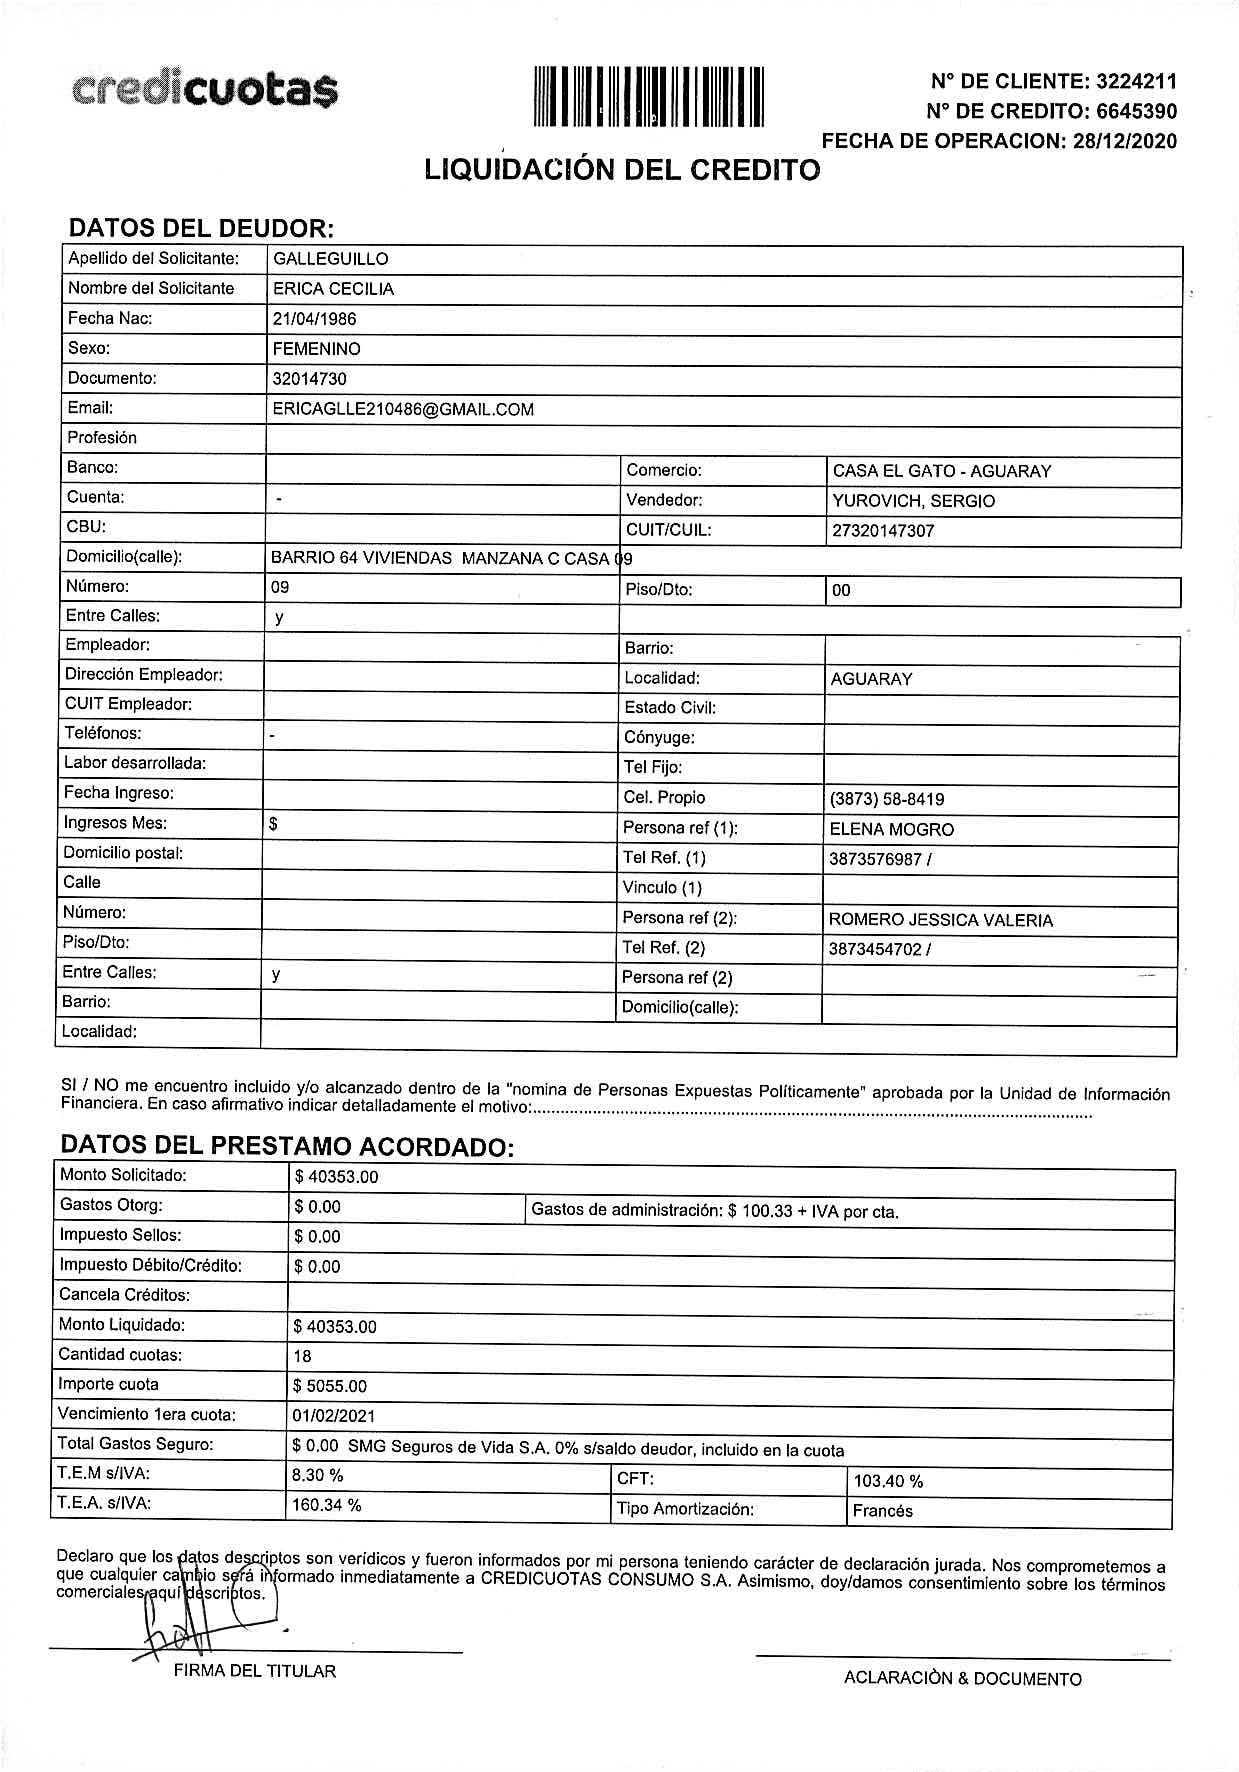 credicuotas
N° DE CLIENTE: 3224211
N° DE CREDITO: 6645390
FECHA DE OPERACION: 28/12/2020
LIQUIDACIÓN DEL CREDITO
DATOS DEL DEUDOR:
Apellido del Solicitante: GALLEGUILLO
Nombre del Solicitante ERICA CECILIA
Fecha Nac: 21/04/1986
Sexo: FEMENINO
Documento: 32014730
Email: ERICAGLLE210486@GMAIL.COM
Profesión
Banco: Comercio: CASA EL GATO - AGUARAY
Cuenta: - Vendedor: YUROVICH, SERGIO
CBU: CUIT/CUIL: 27320147307
Domicilio(calle): BARRIO 64 VIVIENDAS MANZANA C CASA 09
Número: 09 Piso/Dto: 00
Entre Calles: y
Empleador: Barrio:
Dirección Empleador: Localidad: AGUARAY
CUIT Empleador: Estado Civil:
Teléfonos: - Cónyuge:
Labor desarrollada: Tel Fijo:
Fecha Ingreso: Cel. Propio (3873) 58-8419
Ingresos Mes: $ Persona ref (1): ELENA MOGRO
Domicilio postal: Tel Ref. (1) 3873576987 /
Calle Vinculo (1)
Número: Persona ref (2): ROMERO JESSICA VALERIA
Piso/Dto: Tel Ref. (2) 3873454702 /
Entre Calles: y Persona ref (2)
Barrio: Domicilio(calle):
Localidad:
SI / NO me encuentro incluido y/o alcanzado dentro de la "nomina de Personas Expuestas Políticamente" aprobada por la Unidad de Información
Financiera. En caso afirmativo indicar detalladamente el motivo:..........................................................................................................................
DATOS DEL PRESTAMO ACORDADO:
Monto Solicitado: $ 40353.00
Gastos Otorg: $ 0.00 Gastos de administración: $ 100.33 + IVA por cta.
Impuesto Sellos: $ 0.00
Impuesto Débito/Crédito: $ 0.00
Cancela Créditos:
Monto Liquidado: $ 40353.00
Cantidad cuotas: 18
Importe cuota $ 5055.00
Vencimiento 1era cuota: 01/02/2021
Total Gastos Seguro: $ 0.00 SMG Seguros de Vida S.A. 0% s/saldo deudor, incluido en la cuota
T.E.M s/IVA: 8.30 % CFT: 103.40 %
T.E.A. s/IVA: 160.34 % Tipo Amortización: Francés
Declaro que los datos descriptos son verídicos y fueron informados por mi persona teniendo carácter de declaración jurada. Nos comprometemos a
que cualquier cambio será informado inmediatamente a CREDICUOTAS CONSUMO S.A. Asimismo, doy/damos consentimiento sobre los términos
comerciales aquí descriptos.
FIRMA DEL TITULAR
ACLARACIÒN & DOCUMENTO